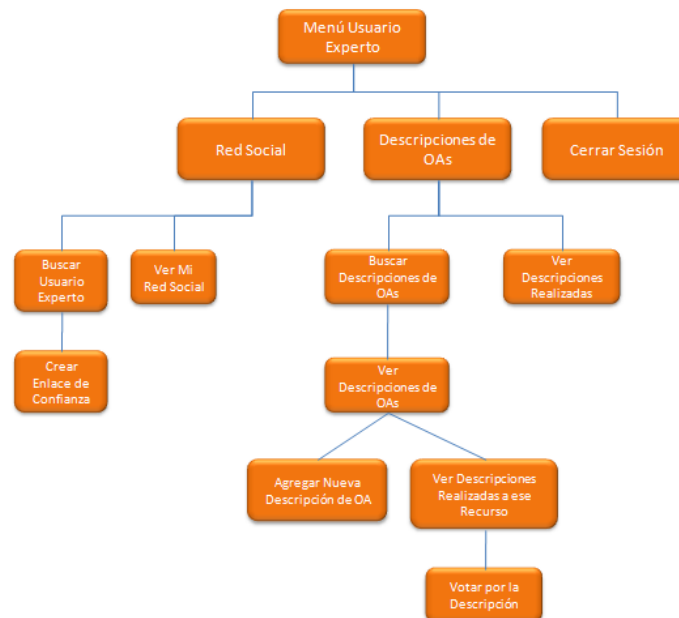 Menú Usuario
Experto
Red Social
Descripciones de
OAs
Cerrar Sesión
Buscar
Usuario
Experto
Ver Mi
Red Social
Buscar
Descripciones de
OAs
Ver
Descripciones
Realizadas
Crear
Enlace de
Confianza
Ver
Descripciones de
OAs
Agregar Nueva
Descripción de OA
Ver Descripciones
Realizadas a ese
Recurso
Votar por la
Descripción